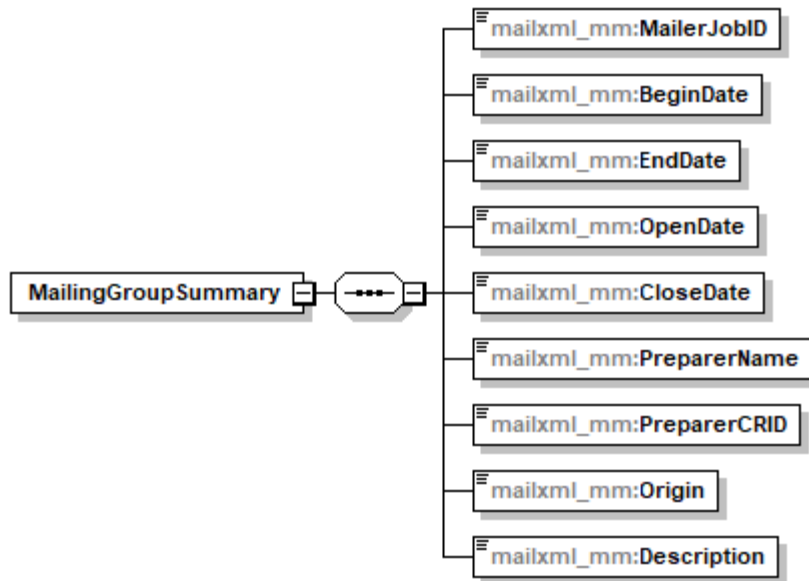 mailxml_mm:MailerJobID
mailxml_mm:BeginDate
mailxml_mm:EndDate
mailxml_mm:OpenDate
MailingGroupSummary
mailxml_mm:CloseDate
mailxml_mm:PreparerName
mailxml_mm:PreparerCRID
mailxml_mm:Origin
mailxml_mm:Description